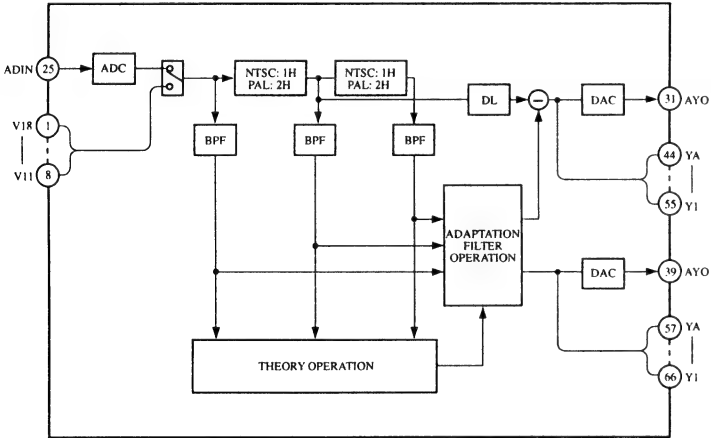 ADIN 25
ADC
NTSC: 1H
PAL: 2H
NTSC: 1H
PAL: 2H
DL
DAC
31 AYO
V18 1
V11 8
BPF
BPF
BPF
44 YA
55 Y1
ADAPTATION
FILTER
OPERATION
DAC
39 AYO
57 YA
66 Y1
THEORY OPERATION